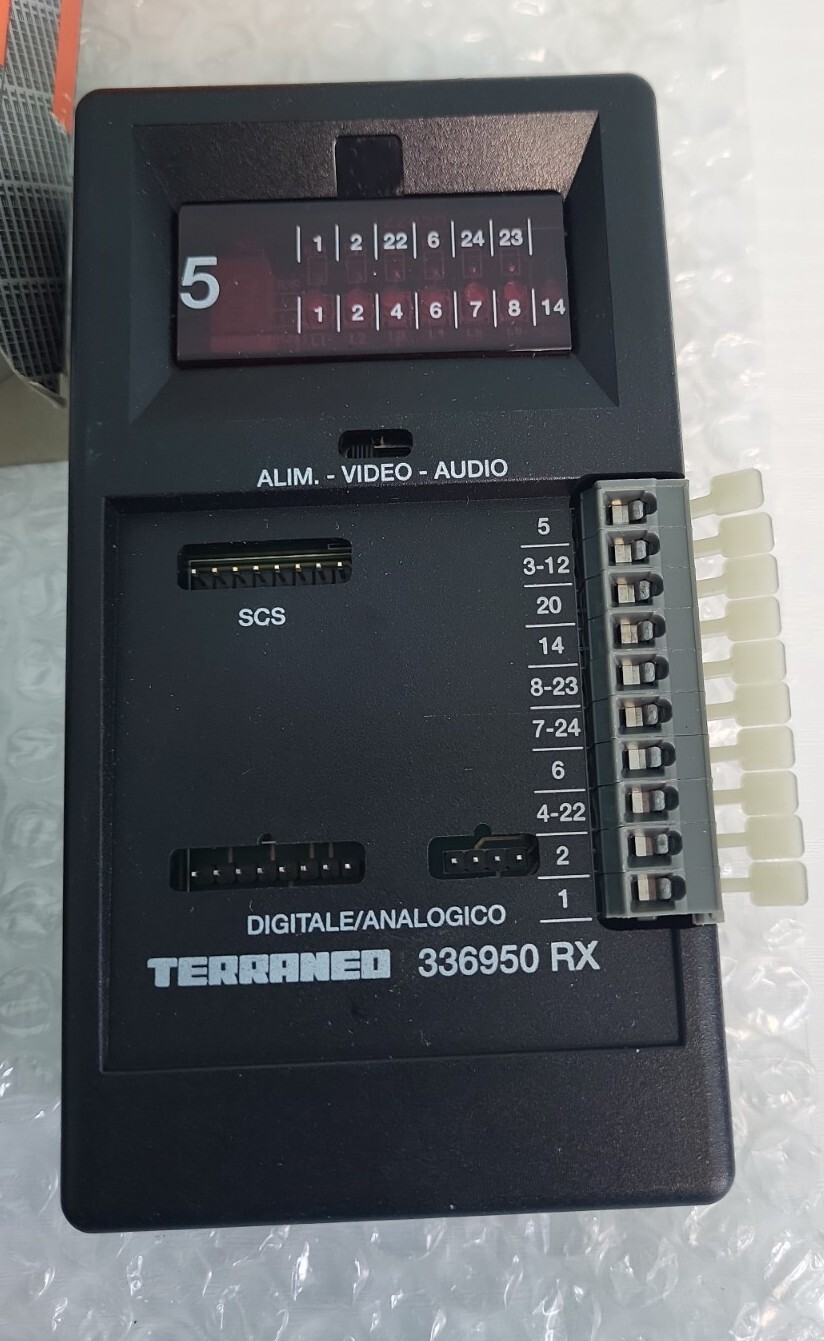 1 2 22 6 24 23
5
1 2 4 6 7 8 14
ALIM. - VIDEO - AUDIO
5
3-12
SCS
20
14
8-23
7-24
6
4-22
2
1
DIGITALE/ANALOGICO
TERRANEO 336950 RX